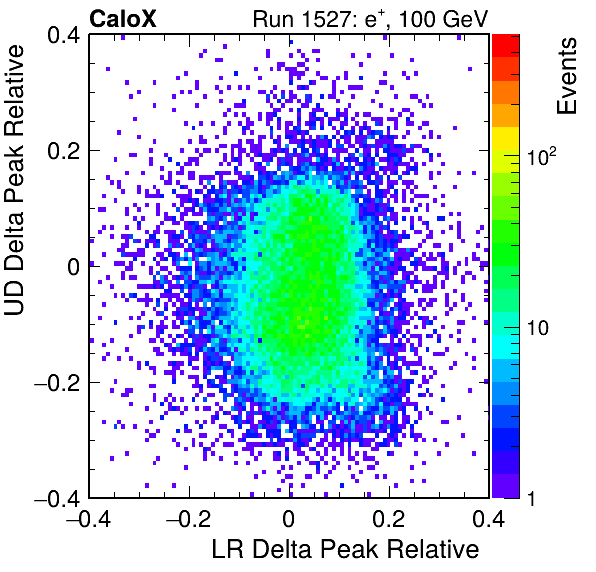 CaloX Run 1527: e⁺, 100 GeV
UD Delta Peak Relative
0.4
0.2
0
−0.2
−0.4
−0.4 −0.2 0 0.2 0.4
LR Delta Peak Relative
Events
10²
10
1